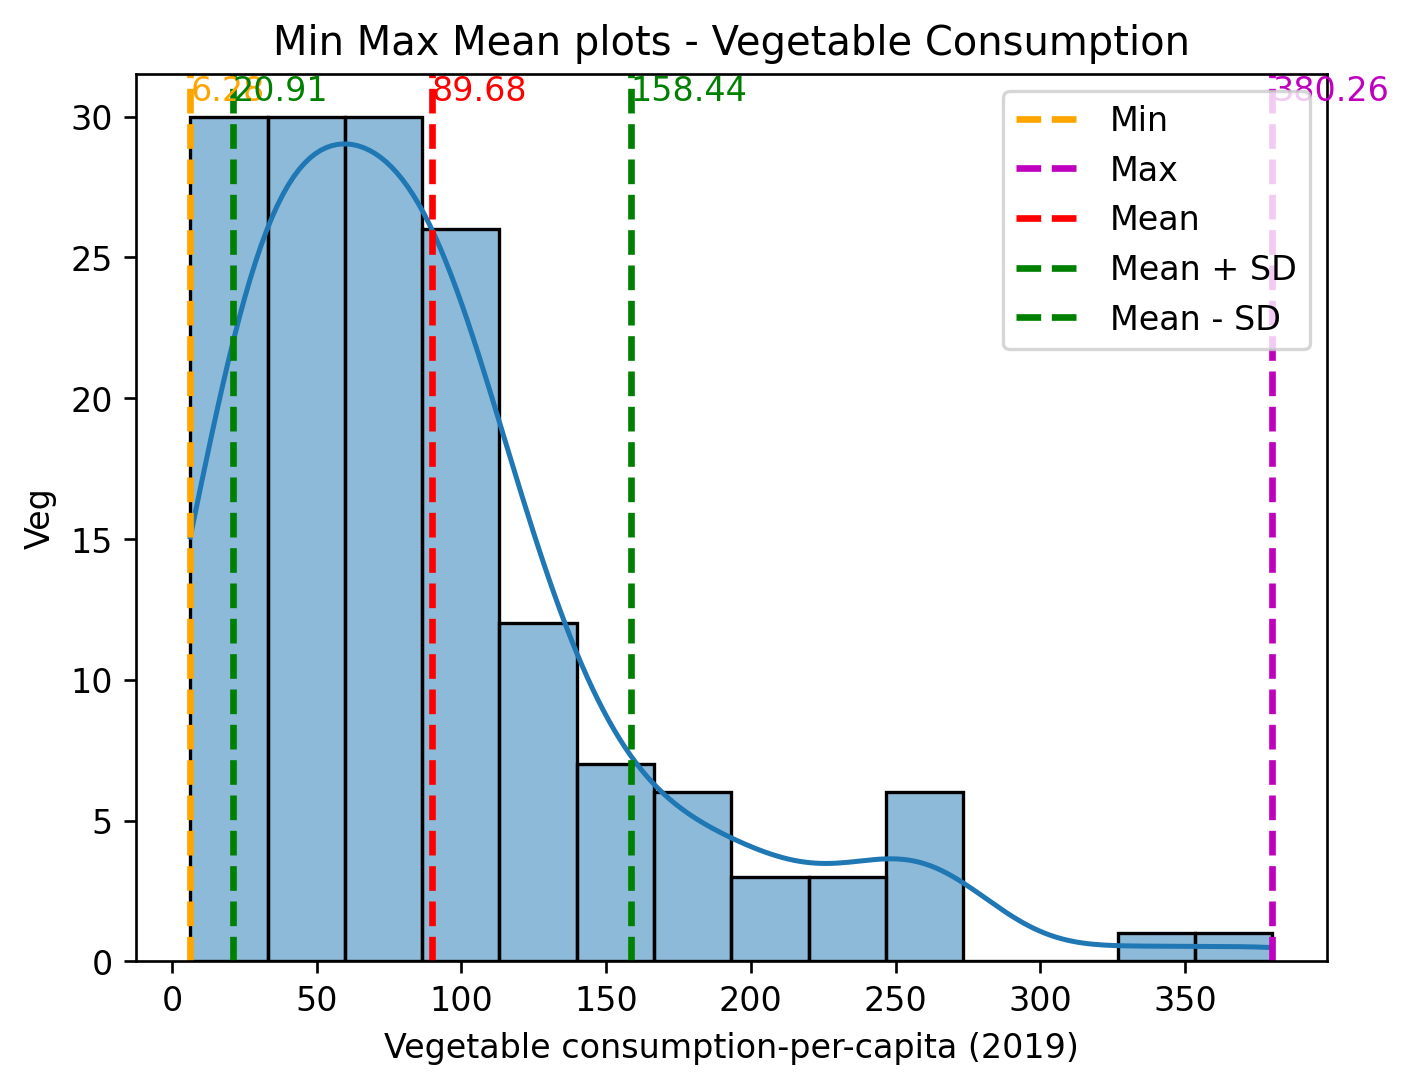 Min Max Mean plots - Vegetable Consumption
6.28
20.91
89.68
158.44
380.26
Min
Max
Mean
Mean + SD
Mean - SD
30
25
20
15
10
5
0
Veg
0 50 100 150 200 250 300 350
Vegetable consumption-per-capita (2019)